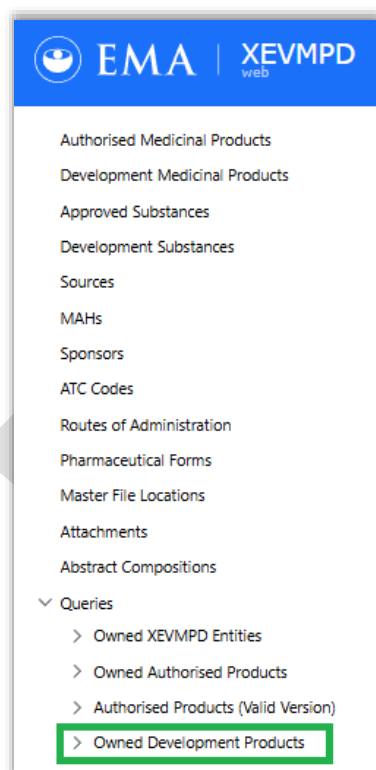 EMA | XEVMPD
web
Authorised Medicinal Products
Development Medicinal Products
Approved Substances
Development Substances
Sources
MAHs
Sponsors
ATC Codes
Routes of Administration
Pharmaceutical Forms
Master File Locations
Attachments
Abstract Compositions
Queries
Owned XEVMPD Entities
Owned Authorised Products
Authorised Products (Valid Version)
Owned Development Products